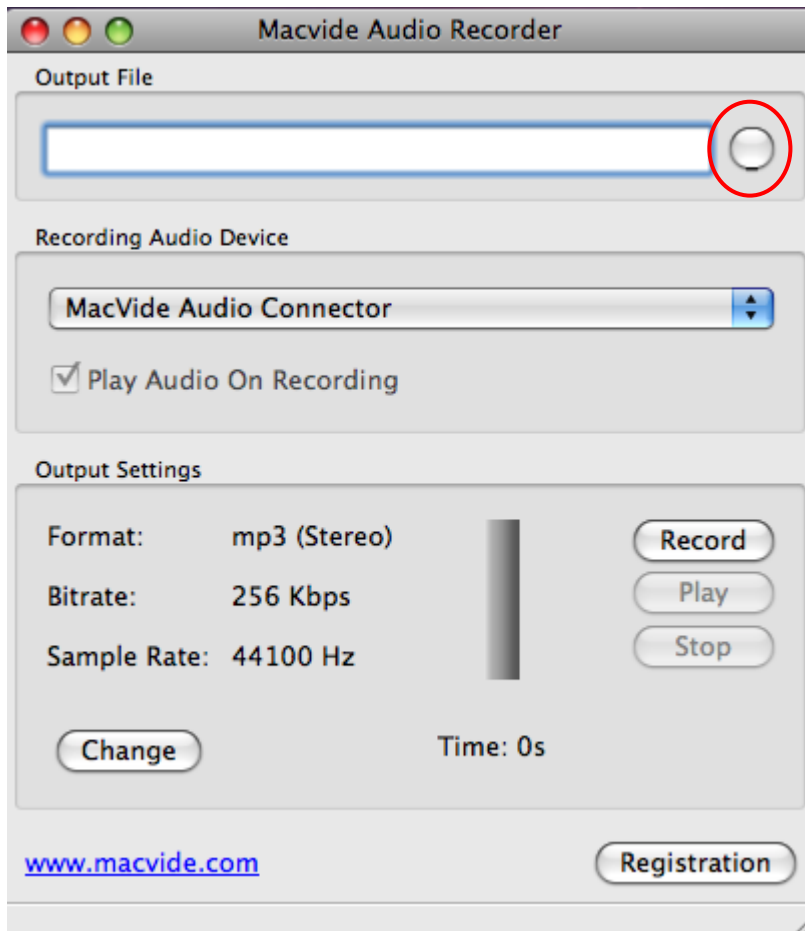 Macvide Audio Recorder
Output File
Recording Audio Device
MacVide Audio Connector
Play Audio On Recording
Output Settings
Format: mp3 (Stereo)
Record
Bitrate: 256 Kbps
Play
Sample Rate: 44100 Hz
Stop
Change
Time: 0s
www.macvide.com
Registration